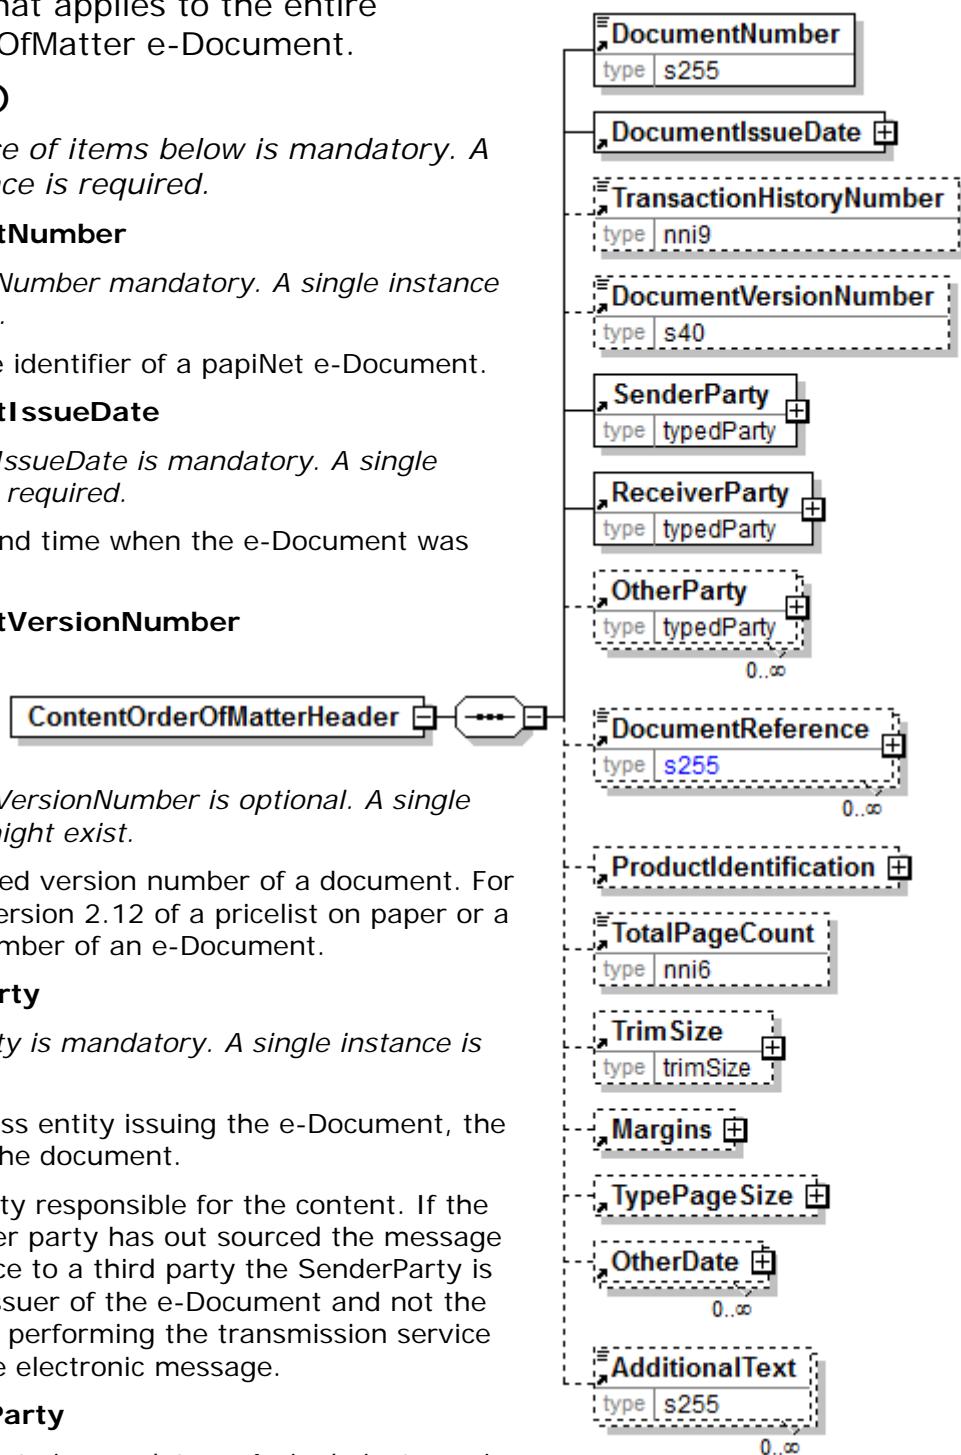 hat applies to the entire
OfMatter e-Document.
e of items below is mandatory. A
ce is required.
tNumber
Number mandatory. A single instance
.
e identifier of a papiNet e-Document.
tIssueDate
IssueDate is mandatory. A single
required.
nd time when the e-Document was
tVersionNumber
VersionNumber is optional. A single
ight exist.
ed version number of a document. For
ersion 2.12 of a pricelist on paper or a
mber of an e-Document.
rty
ty is mandatory. A single instance is
ss entity issuing the e-Document, the
he document.
ty responsible for the content. If the
er party has out sourced the message
ce to a third party the SenderParty is
ssuer of the e-Document and not the
performing the transmission service
e electronic message.
Party
ContentOrderOfMatterHeader
DocumentNumber
type s255
DocumentIssueDate
TransactionHistoryNumber
type nni9
DocumentVersionNumber
type s40
SenderParty
type typedParty
ReceiverParty
type typedParty
OtherParty
type typedParty
0..∞
DocumentReference
type s255
0..∞
ProductIdentification
TotalPageCount
type nni6
TrimSize
type trimSize
Margins
TypePageSize
OtherDate
0..∞
AdditionalText
type s255
0..∞